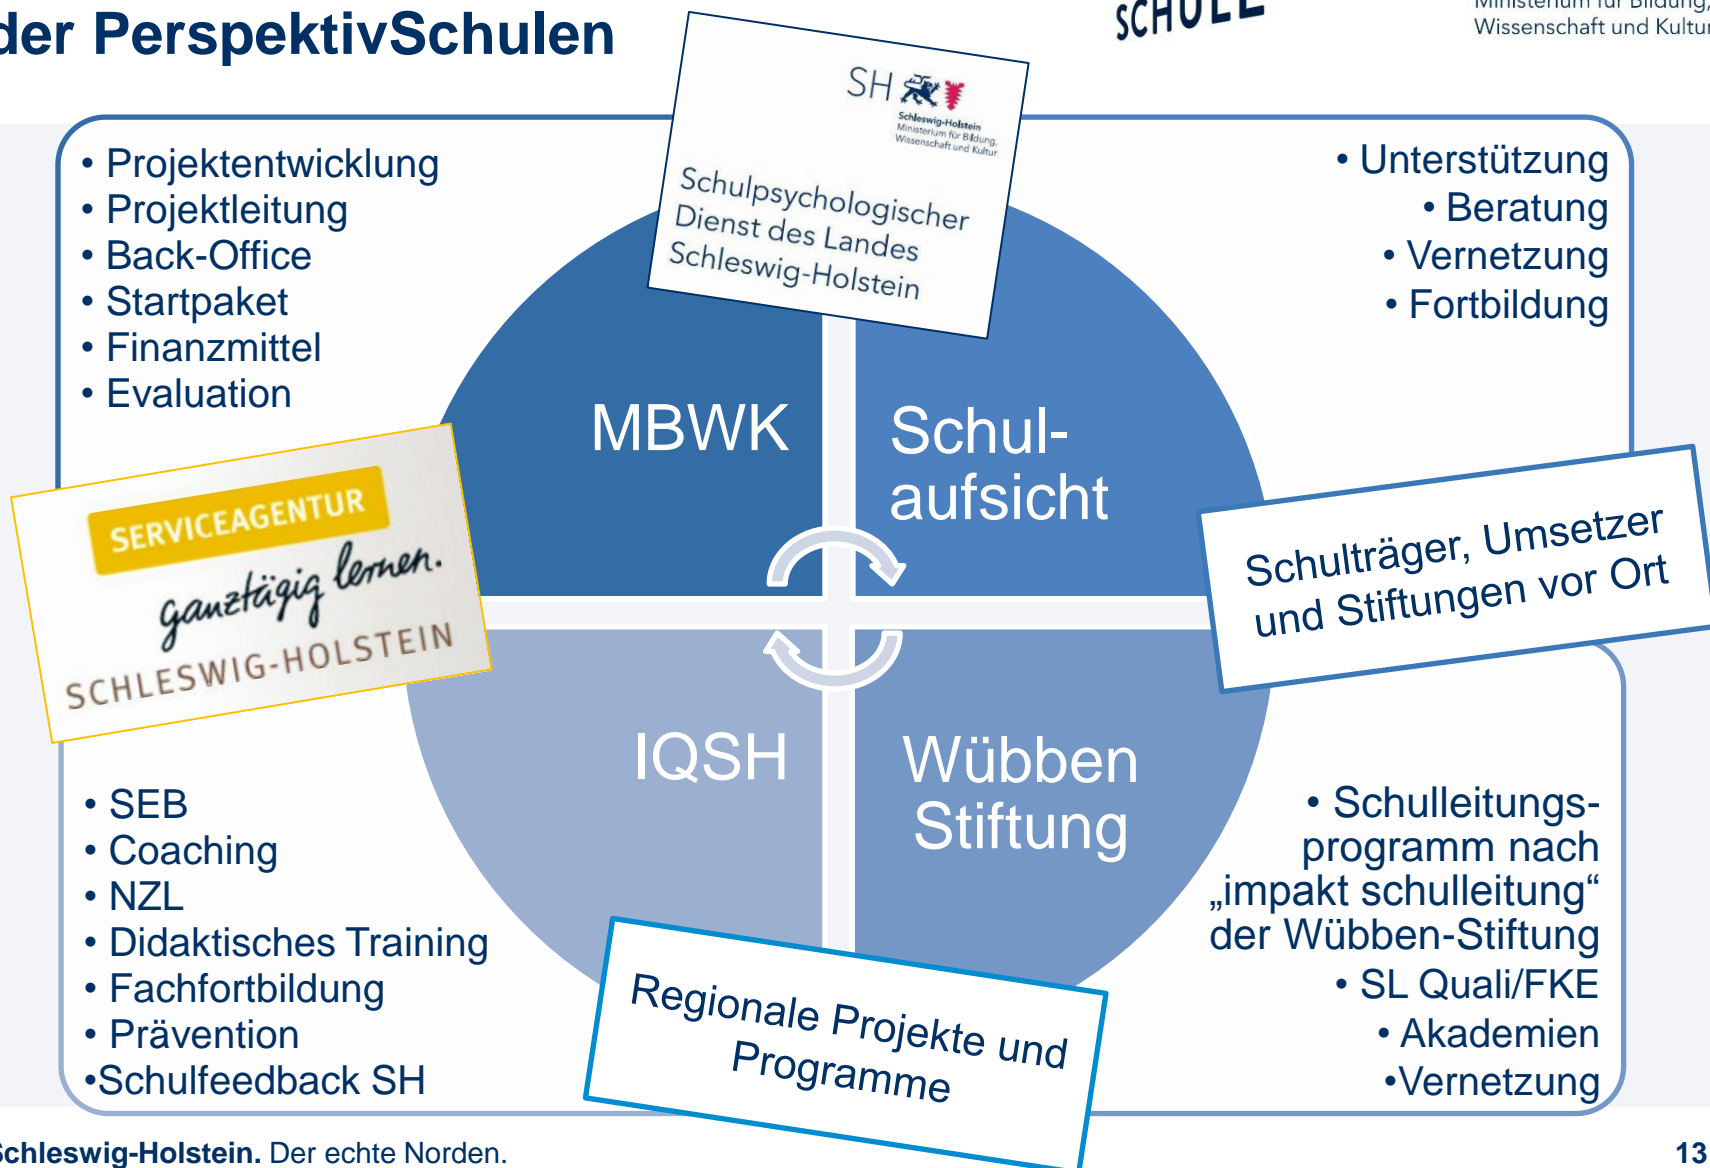 der PerspektivSchulen
SCHULE
Ministerium für Bildung,
Wissenschaft und Kultur
SH
Schleswig-Holstein
Ministerium für Bildung,
Wissenschaft und Kultur
Schulpsychologischer
Dienst des Landes
Schleswig-Holstein
• Projektentwicklung
• Projektleitung
• Back-Office
• Startpaket
• Finanzmittel
• Evaluation
• Unterstützung
• Beratung
• Vernetzung
• Fortbildung
MBWK
Schul-
aufsicht
SERVICEAGENTUR
ganztägig lernen.
SCHLESWIG-HOLSTEIN
Schulträger, Umsetzer
und Stiftungen vor Ort
IQSH
Wübben
Stiftung
• SEB
• Coaching
• NZL
• Didaktisches Training
• Fachfortbildung
• Prävention
•Schulfeedback SH
• Schulleitungs-
programm nach
„impakt schulleitung“
der Wübben-Stiftung
• SL Quali/FKE
• Akademien
•Vernetzung
Regionale Projekte und
Programme
Schleswig-Holstein. Der echte Norden.
13